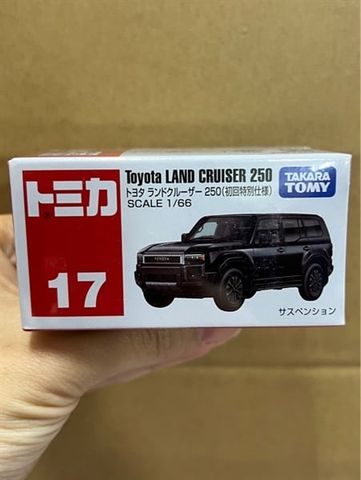 トミカ
17
Toyota LAND CRUISER 250
トヨタ ランドクルーザー 250(初回特別仕様)
SCALE 1/66
TAKARA
TOMY
TOYOTA
サスペンション